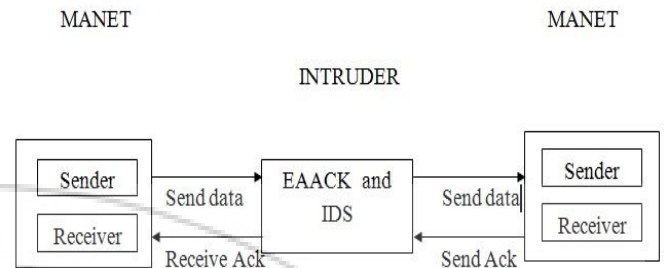 MANET
MANET
INTRUDER
Sender
Receiver
Send data
Receive Ack
EAACK and
IDS
Send data
Send Ack
Sender
Receiver